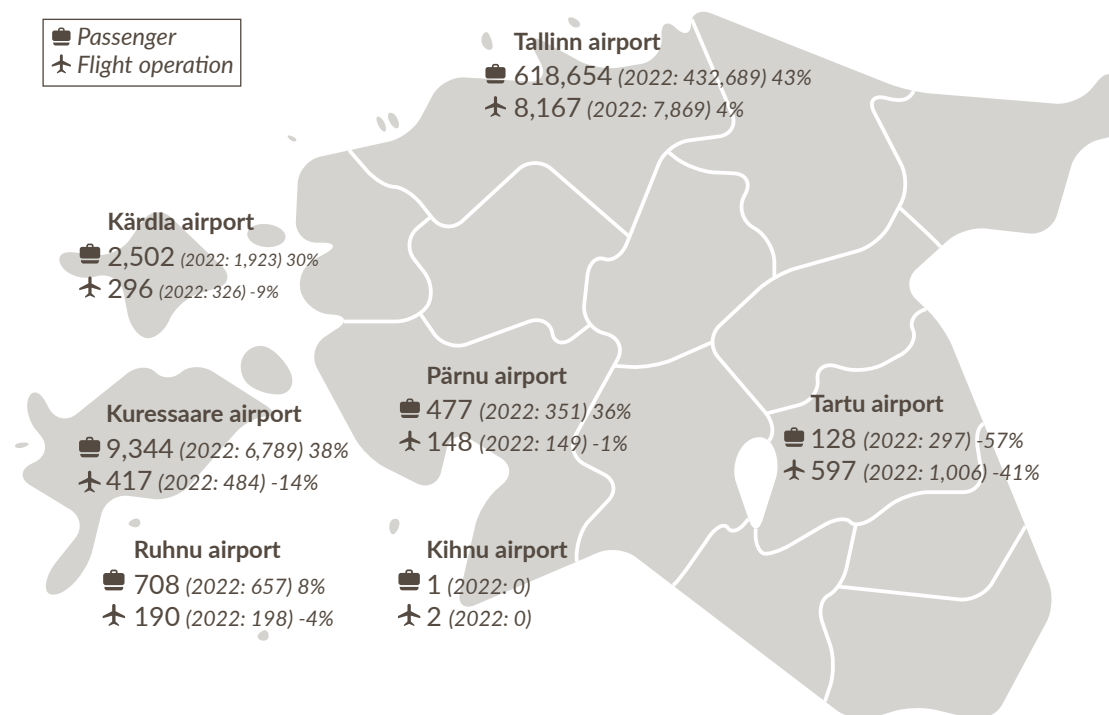 Passenger
Flight operation
Tallinn airport
618,654 (2022: 432,689) 43%
8,167 (2022: 7,869) 4%
Kärdla airport
2,502 (2022: 1,923) 30%
296 (2022: 326) -9%
Pärnu airport
477 (2022: 351) 36%
148 (2022: 149) -1%
Kuressaare airport
9,344 (2022: 6,789) 38%
417 (2022: 484) -14%
Tartu airport
128 (2022: 297) -57%
597 (2022: 1,006) -41%
Ruhnu airport
708 (2022: 657) 8%
190 (2022: 198) -4%
Kihnu airport
1 (2022: 0)
2 (2022: 0)